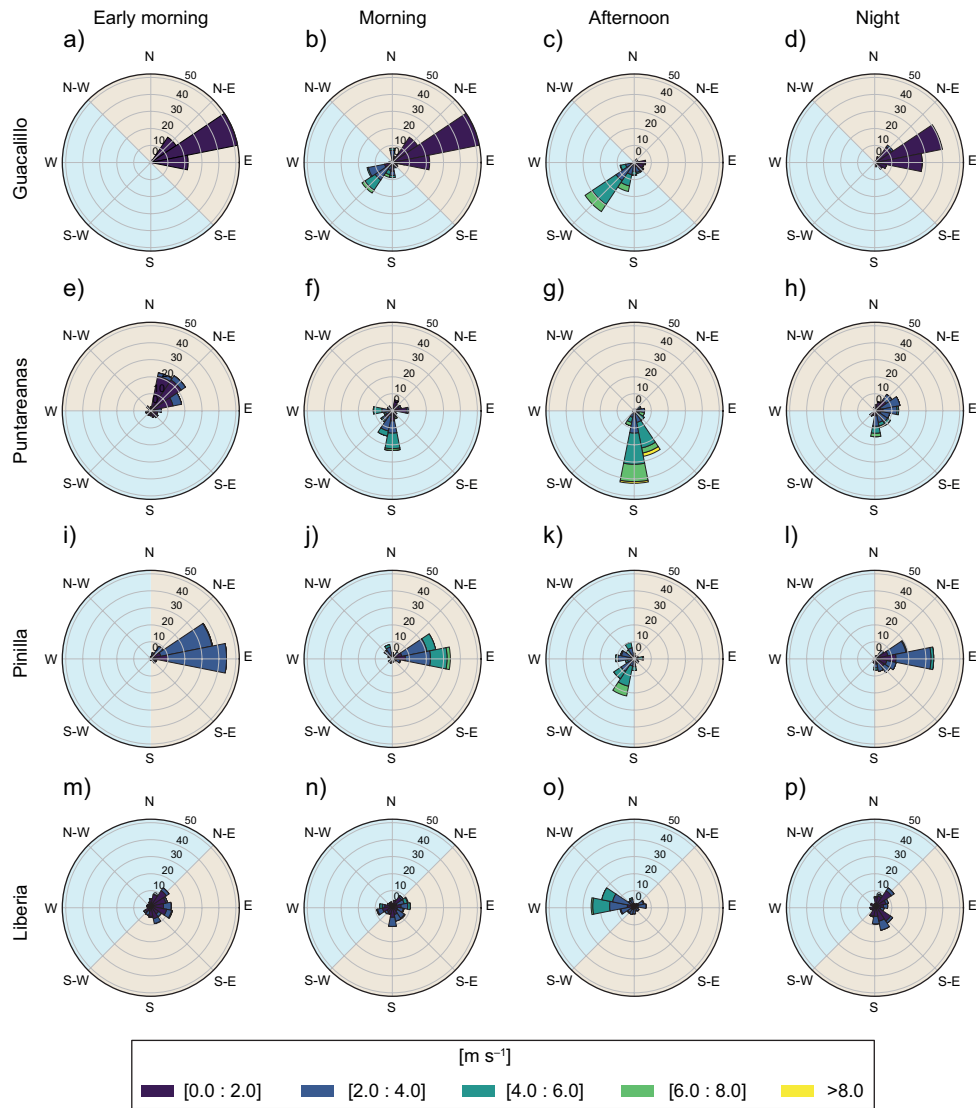 Early morning Morning Afternoon Night
a) b) c) d)
N N N N
N-W 50 N-E N-W 50 N-E N-W 50 N-E N-W 50 N-E
40 40 40 40
30 30 30 30
20 20 20 20
10 10 10 10
0 0 0 0
Guacalillo
W E W E W E W E
S-W S-E S-W S-E S-W S-E S-W S-E
S S S S
e) f) g) h)
N N N N
N-W 50 N-E N-W 50 N-E N-W 50 N-E N-W 50 N-E
40 40 40 40
30 30 30 30
20 20 20 20
10 10 10 10
0 0 0 0
Puntareanas
W E W E W E W E
S-W S-E S-W S-E S-W S-E S-W S-E
S S S S
i) j) k) l)
N N N N
N-W 50 N-E N-W 50 N-E N-W 50 N-E N-W 50 N-E
40 40 40 40
30 30 30 30
20 20 20 20
10 10 10 10
0 0 0 0
Pinilla
W E W E W E W E
S-W S-E S-W S-E S-W S-E S-W S-E
S S S S
m) n) o) p)
N N N N
N-W 50 N-E N-W 50 N-E N-W 50 N-E N-W 50 N-E
40 40 40 40
30 30 30 30
20 20 20 20
10 10 10 10
0 0 0 0
Liberia
W E W E W E W E
S-W S-E S-W S-E S-W S-E S-W S-E
S S S S
[m s⁻¹]
[0.0 : 2.0] [2.0 : 4.0] [4.0 : 6.0] [6.0 : 8.0] >8.0